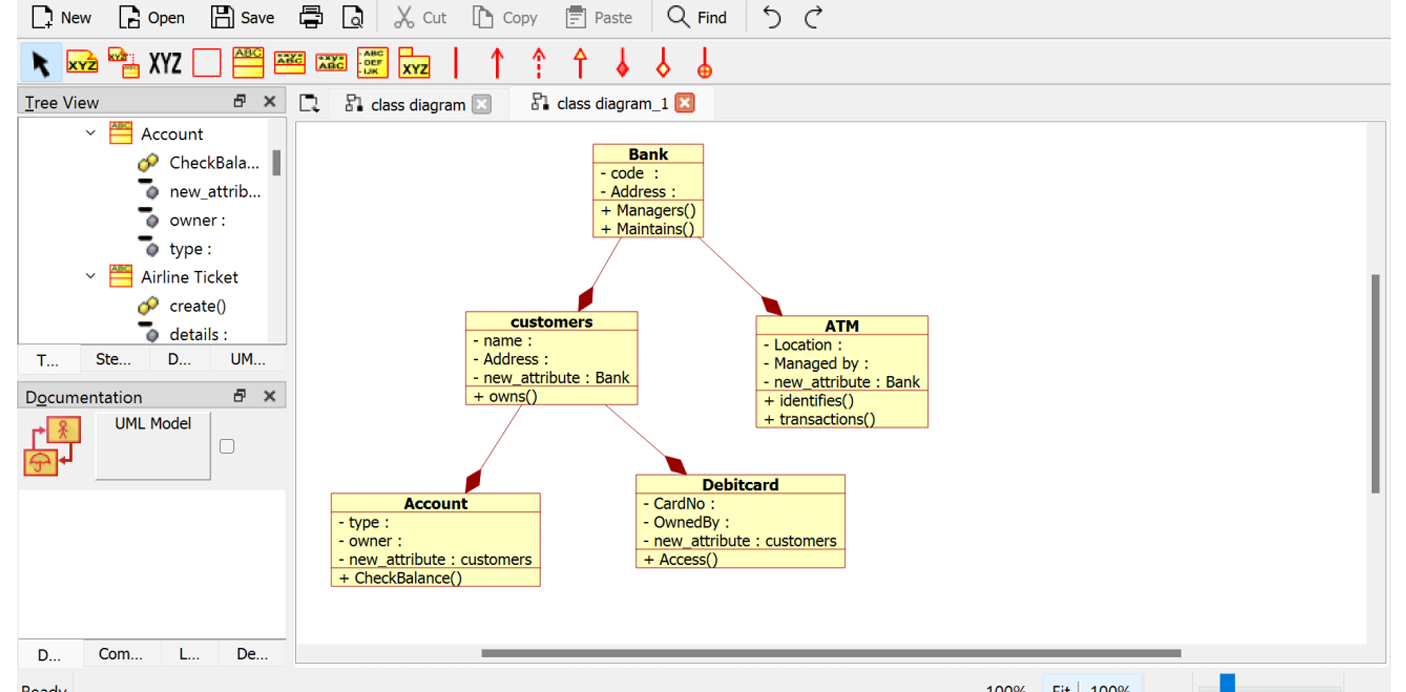 New Open Save Cut Copy Paste Find
XYZ XYZ XYZ ABC «xyz» ABC «xyz» ABC ABC DEF IJK XYZ
Tree View
class diagram class diagram_1
Account
CheckBala...
new_attrib...
owner :
type :
Airline Ticket
create()
details :
T... Ste... D... UM...
Documentation
UML Model
D... Com... L... De...
Bank
- code :
- Address :
+ Managers()
+ Maintains()
customers
- name :
- Address :
- new_attribute : Bank
+ owns()
ATM
- Location :
- Managed by :
- new_attribute : Bank
+ identifies()
+ transactions()
Account
- type :
- owner :
- new_attribute : customers
+ CheckBalance()
Debitcard
- CardNo :
- OwnedBy :
- new_attribute : customers
+ Access()
Ready 100% Fit 100%